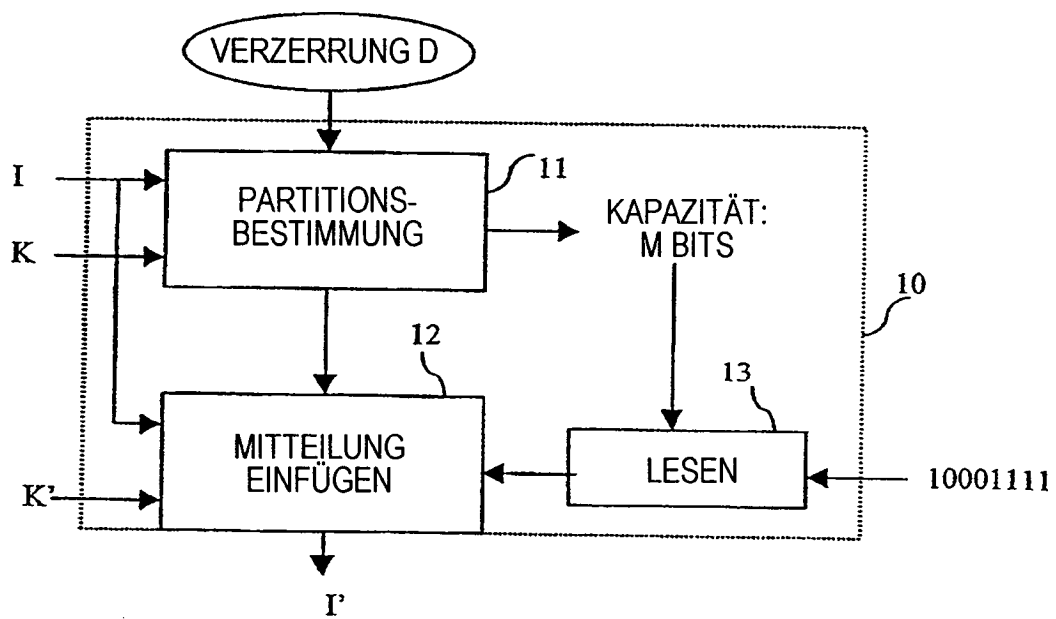 VERZERRUNG D
I
11
PARTITIONS-
BESTIMMUNG
KAPAZITÄT:
M BITS
K
10
12
13
MITTEILUNG
EINFÜGEN
LESEN
10001111
K'
I'